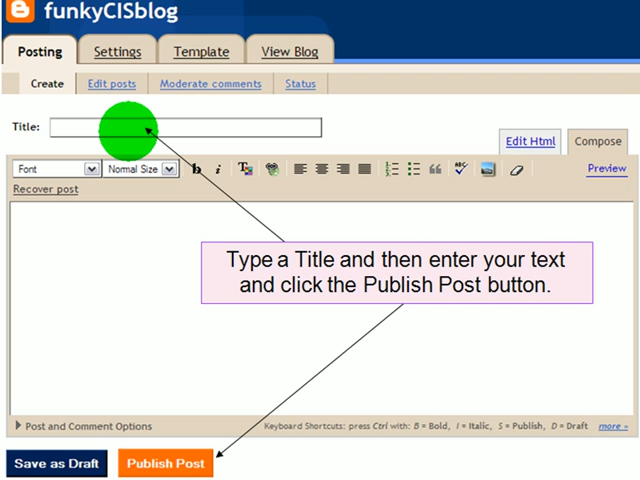 funkyCISblog
Posting Settings Template View Blog
Create Edit posts Moderate comments Status
Title:
Edit Html Compose
Font Normal Size b i T ABC Preview
Recover post
Type a Title and then enter your text
and click the Publish Post button.
Post and Comment Options Keyboard Shortcuts: press Ctrl with: B = Bold, I = Italic, S = Publish, D = Draft more »
Save as Draft Publish Post